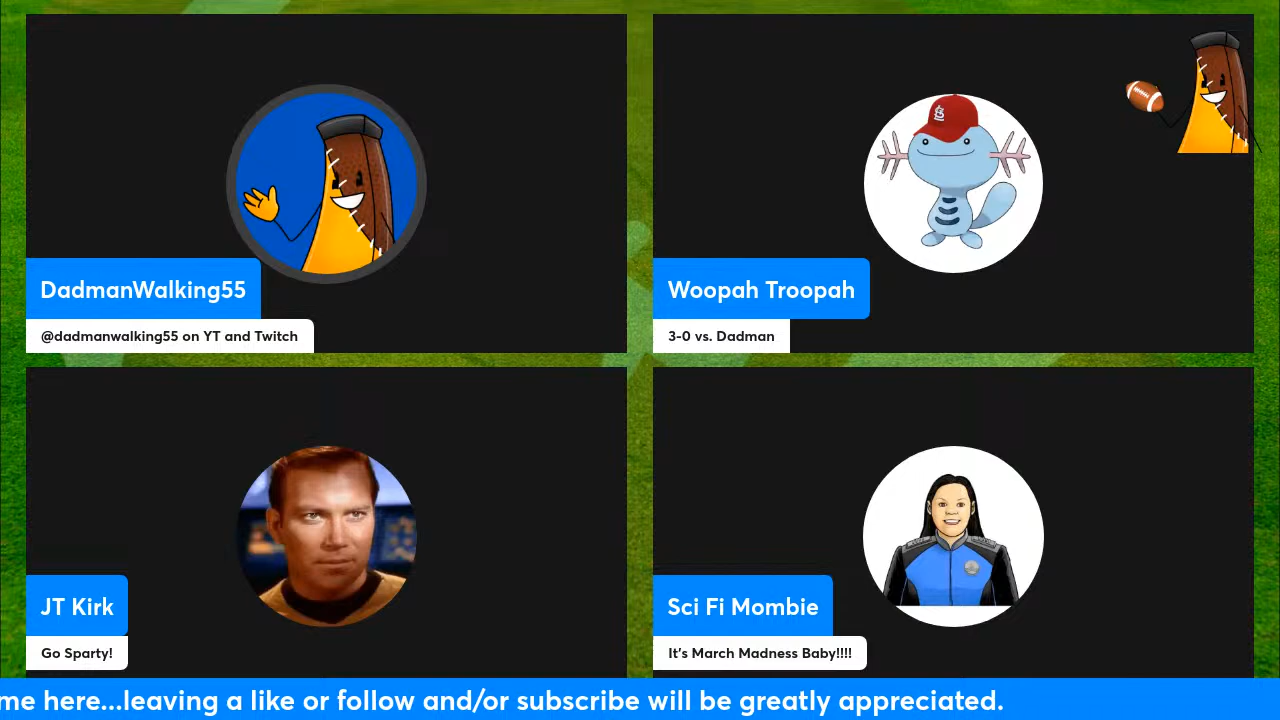 DadmanWalking55
@dadmanwalking55 on YT and Twitch
Woopah Troopah
3-0 vs. Dadman
JT Kirk
Go Sparty!
Sci Fi Mombie
It's March Madness Baby!!!!
me here...leaving a like or follow and/or subscribe will be greatly appreciated.